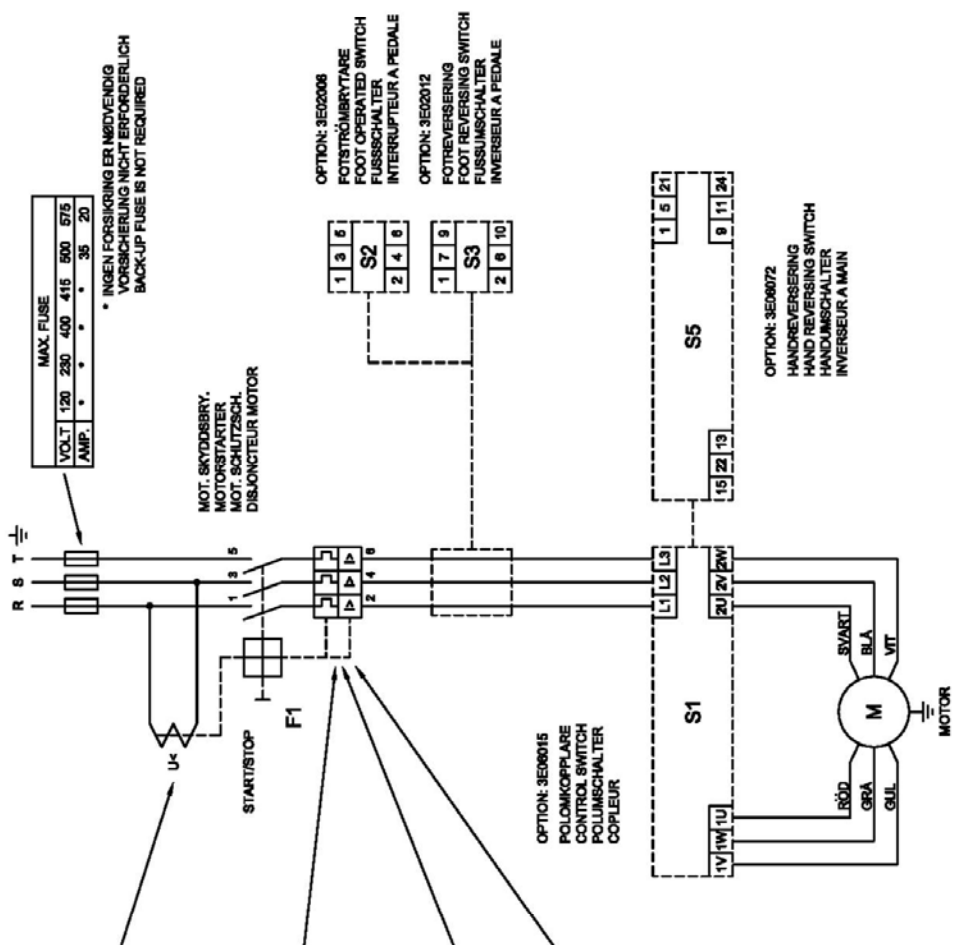 R S T
MAX. FUSE
VOLT 120 230 400 415 500 575
AMP. * * * * 35 20
* INGEN FORSIKRING ER NØDVENDIG
VORSICHERUNG NICHT ERFORDERLICH
BACK-UP FUSE IS NOT REQUIRED
U<
START/STOP
F1
1 3 5
2 4 6
MOT. SKYDDSBRY.
MOTORSTARTER
MOT. SCHUTZSCH.
DISJONCTEUR MOTOR
1 3 5
S2
2 4 6
OPTION: 3E02006
FOTSTRÖMBRYTARE
FOOT OPERATED SWITCH
FUSSSCHALTER
INTERRUPTEUR A PEDALE
1 7 9
S3
2 6 10
OPTION: 3E02012
FOTREVERSERING
FOOT REVERSING SWITCH
FUSSUMSCHALTER
INVERSEUR A PEDALE
OPTION: 3E06015
POLOMKOPPLARE
CONTROL SWITCH
POLUMSCHALTER
COPLEUR
L1 L2 L3
S1
1V 1W 1U
2U 2V 2W
1 5 21
S5
15 22 13
9 11 24
OPTION: 3E06072
HANDREVERSERING
HAND REVERSING SWITCH
HANDUMSCHALTER
INVERSEUR A MAIN
RÖD
GRÅ
GUL
SVART
BLÅ
VIT
M
MOTOR